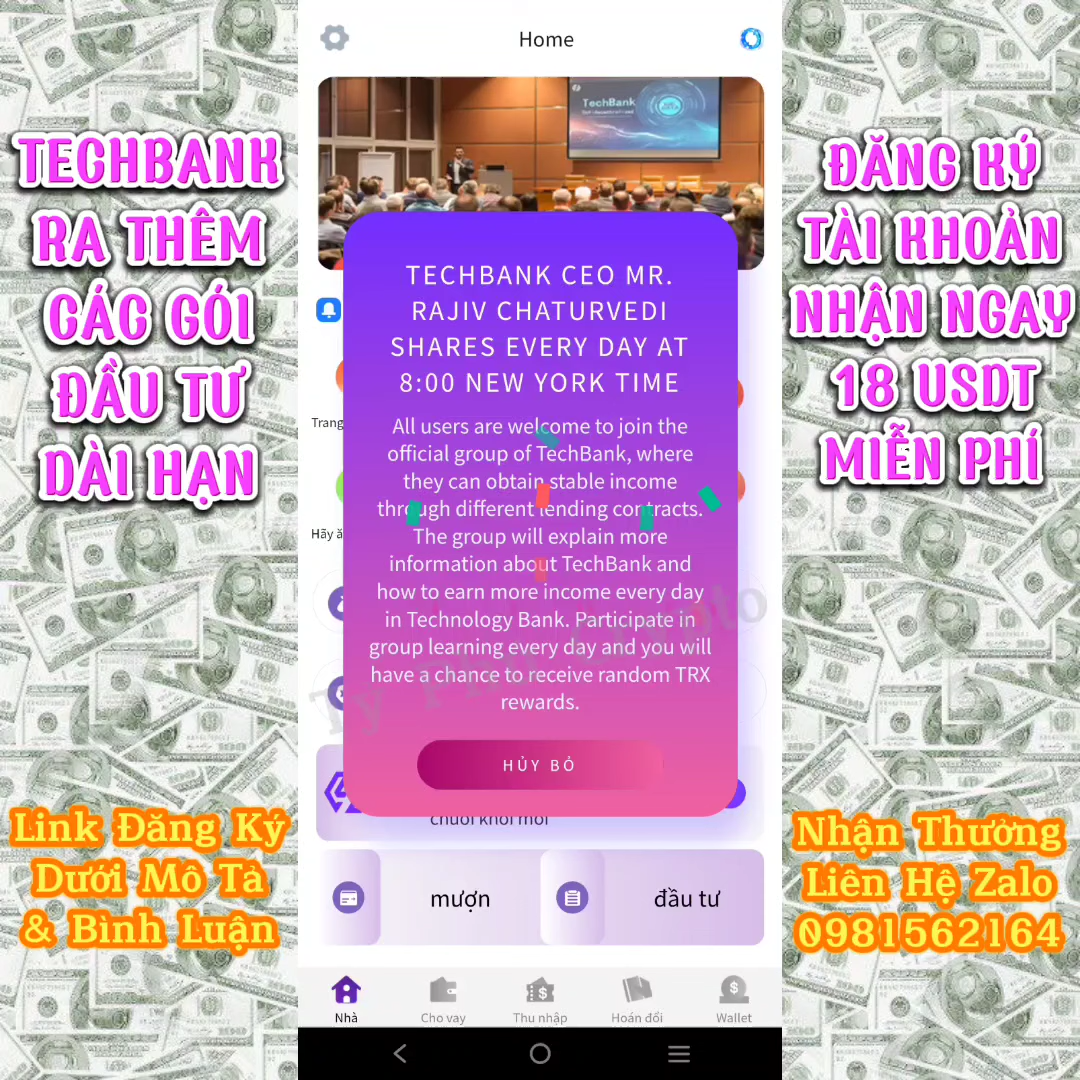 Home
TechBank
TECHBANK
RA THÊM
CÁC GÓI
ĐẦU TƯ
DÀI HẠN
ĐĂNG KÝ
TÀI KHOẢN
NHẬN NGAY
18 USDT
MIỄN PHÍ
TECHBANK CEO MR.
RAJIV CHATURVEDI
SHARES EVERY DAY AT
8:00 NEW YORK TIME
All users are welcome to join the
official group of TechBank, where
they can obtain stable income
through different lending contracts.
The group will explain more
information about TechBank and
how to earn more income every day
in Technology Bank. Participate in
group learning every day and you will
have a chance to receive random TRX
rewards.
Trang
Hãy
Ty Phu Crypto
HỦY BỎ
chuỗi khối mới
Link Đăng Ký
Dưới Mô Tả
& Bình Luận
Nhận Thưởng
Liên Hệ Zalo
0981562164
mượn
đầu tư
Nhà
Cho vay
Thu nhập
Hoán đổi
Wallet